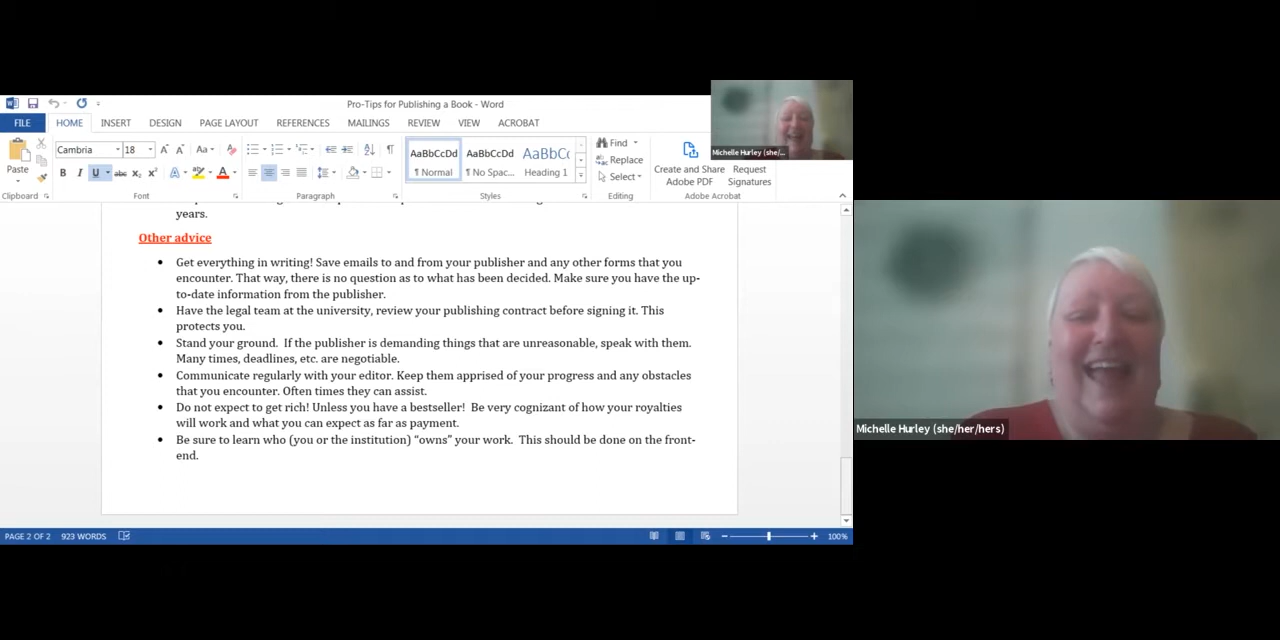 Pro-Tips for Publishing a Book - Word
FILE HOME INSERT DESIGN PAGE LAYOUT REFERENCES MAILINGS REVIEW VIEW ACROBAT
Paste
Cambria 18 A A Aa
B I U abc x₂ x² A A
AaBbCcDd AaBbCcDd AaBbCc
¶ Normal ¶ No Spac... Heading 1
Find
Replace
Select
Create and Share Adobe PDF
Request Signatures
Clipboard Font Paragraph Styles Editing Adobe Acrobat
Michelle Hurley (she/...
years.
Other advice
• Get everything in writing! Save emails to and from your publisher and any other forms that you
encounter. That way, there is no question as to what has been decided. Make sure you have the up-
to-date information from the publisher.
• Have the legal team at the university, review your publishing contract before signing it. This
protects you.
• Stand your ground.  If the publisher is demanding things that are unreasonable, speak with them.
Many times, deadlines, etc. are negotiable.
• Communicate regularly with your editor. Keep them apprised of your progress and any obstacles
that you encounter. Often times they can assist.
• Do not expect to get rich! Unless you have a bestseller!  Be very cognizant of how your royalties
will work and what you can expect as far as payment.
• Be sure to learn who (you or the institution) “owns” your work.  This should be done on the front-
end.
PAGE 2 OF 2 923 WORDS
100%
Michelle Hurley (she/her/hers)